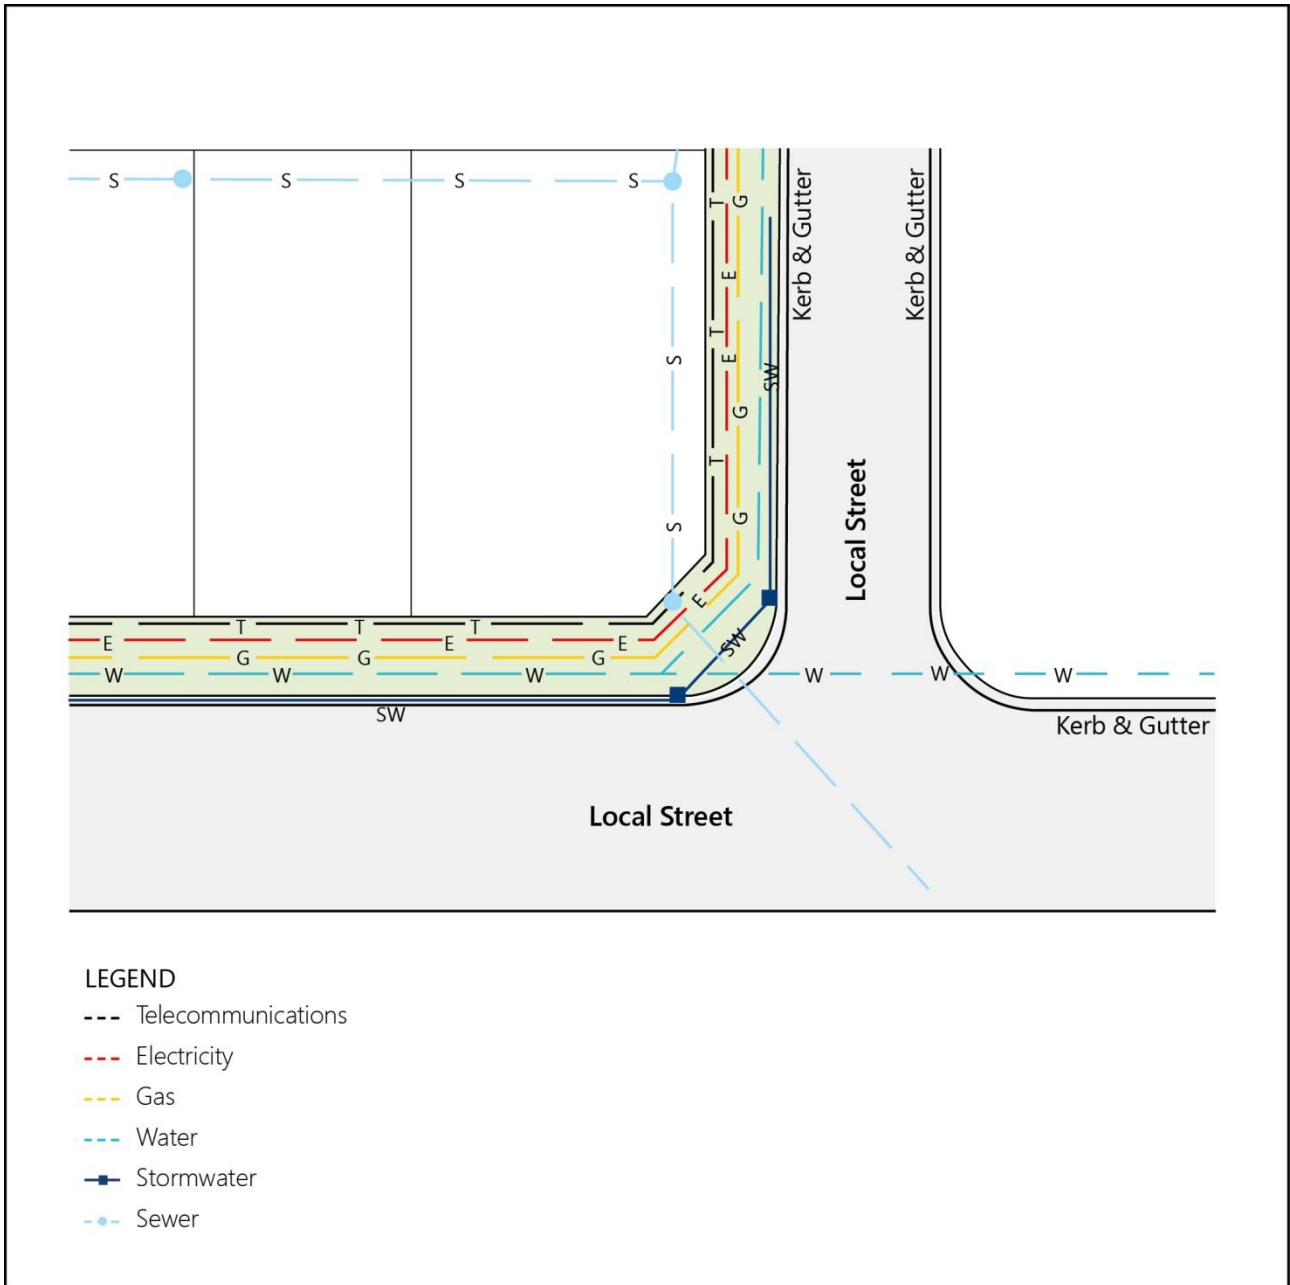 S S S S
T G
Kerb & Gutter
Kerb & Gutter
E
T
E
S
SW
G
T
Local Street
G
S
E
T T T
E E E
G G G
SW
W W W W W W
SW
Kerb & Gutter
Local Street
LEGEND
Telecommunications
Electricity
Gas
Water
Stormwater
Sewer